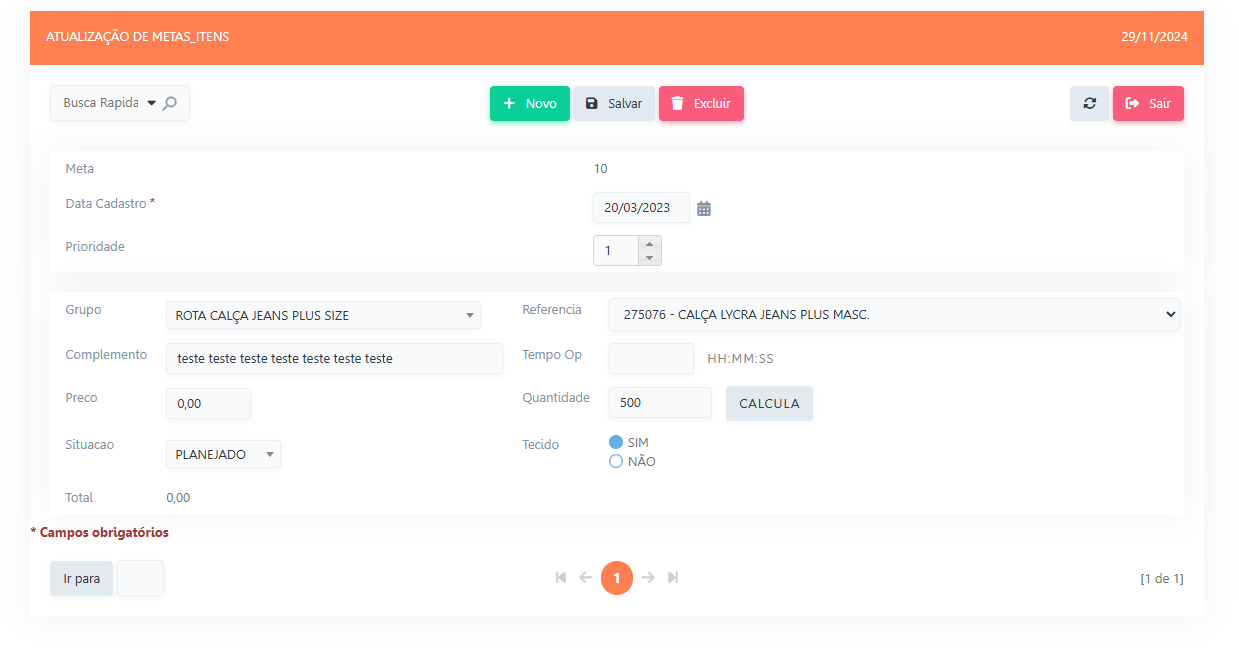 ATUALIZAÇÃO DE METAS_ITENS 29/11/2024
Busca Rapida Novo Salvar Excluir Sair
Meta 10
Data Cadastro * 20/03/2023
Prioridade 1
Grupo ROTA CALÇA JEANS PLUS SIZE Referencia 275076 - CALÇA LYCRA JEANS PLUS MASC.
Complemento teste teste teste teste teste teste teste Tempo Op HH:MM:SS
Preco 0,00 Quantidade 500 CALCULA
Situacao PLANEJADO Tecido SIM
NÃO
Total 0,00
* Campos obrigatórios
Ir para 1 [1 de 1]